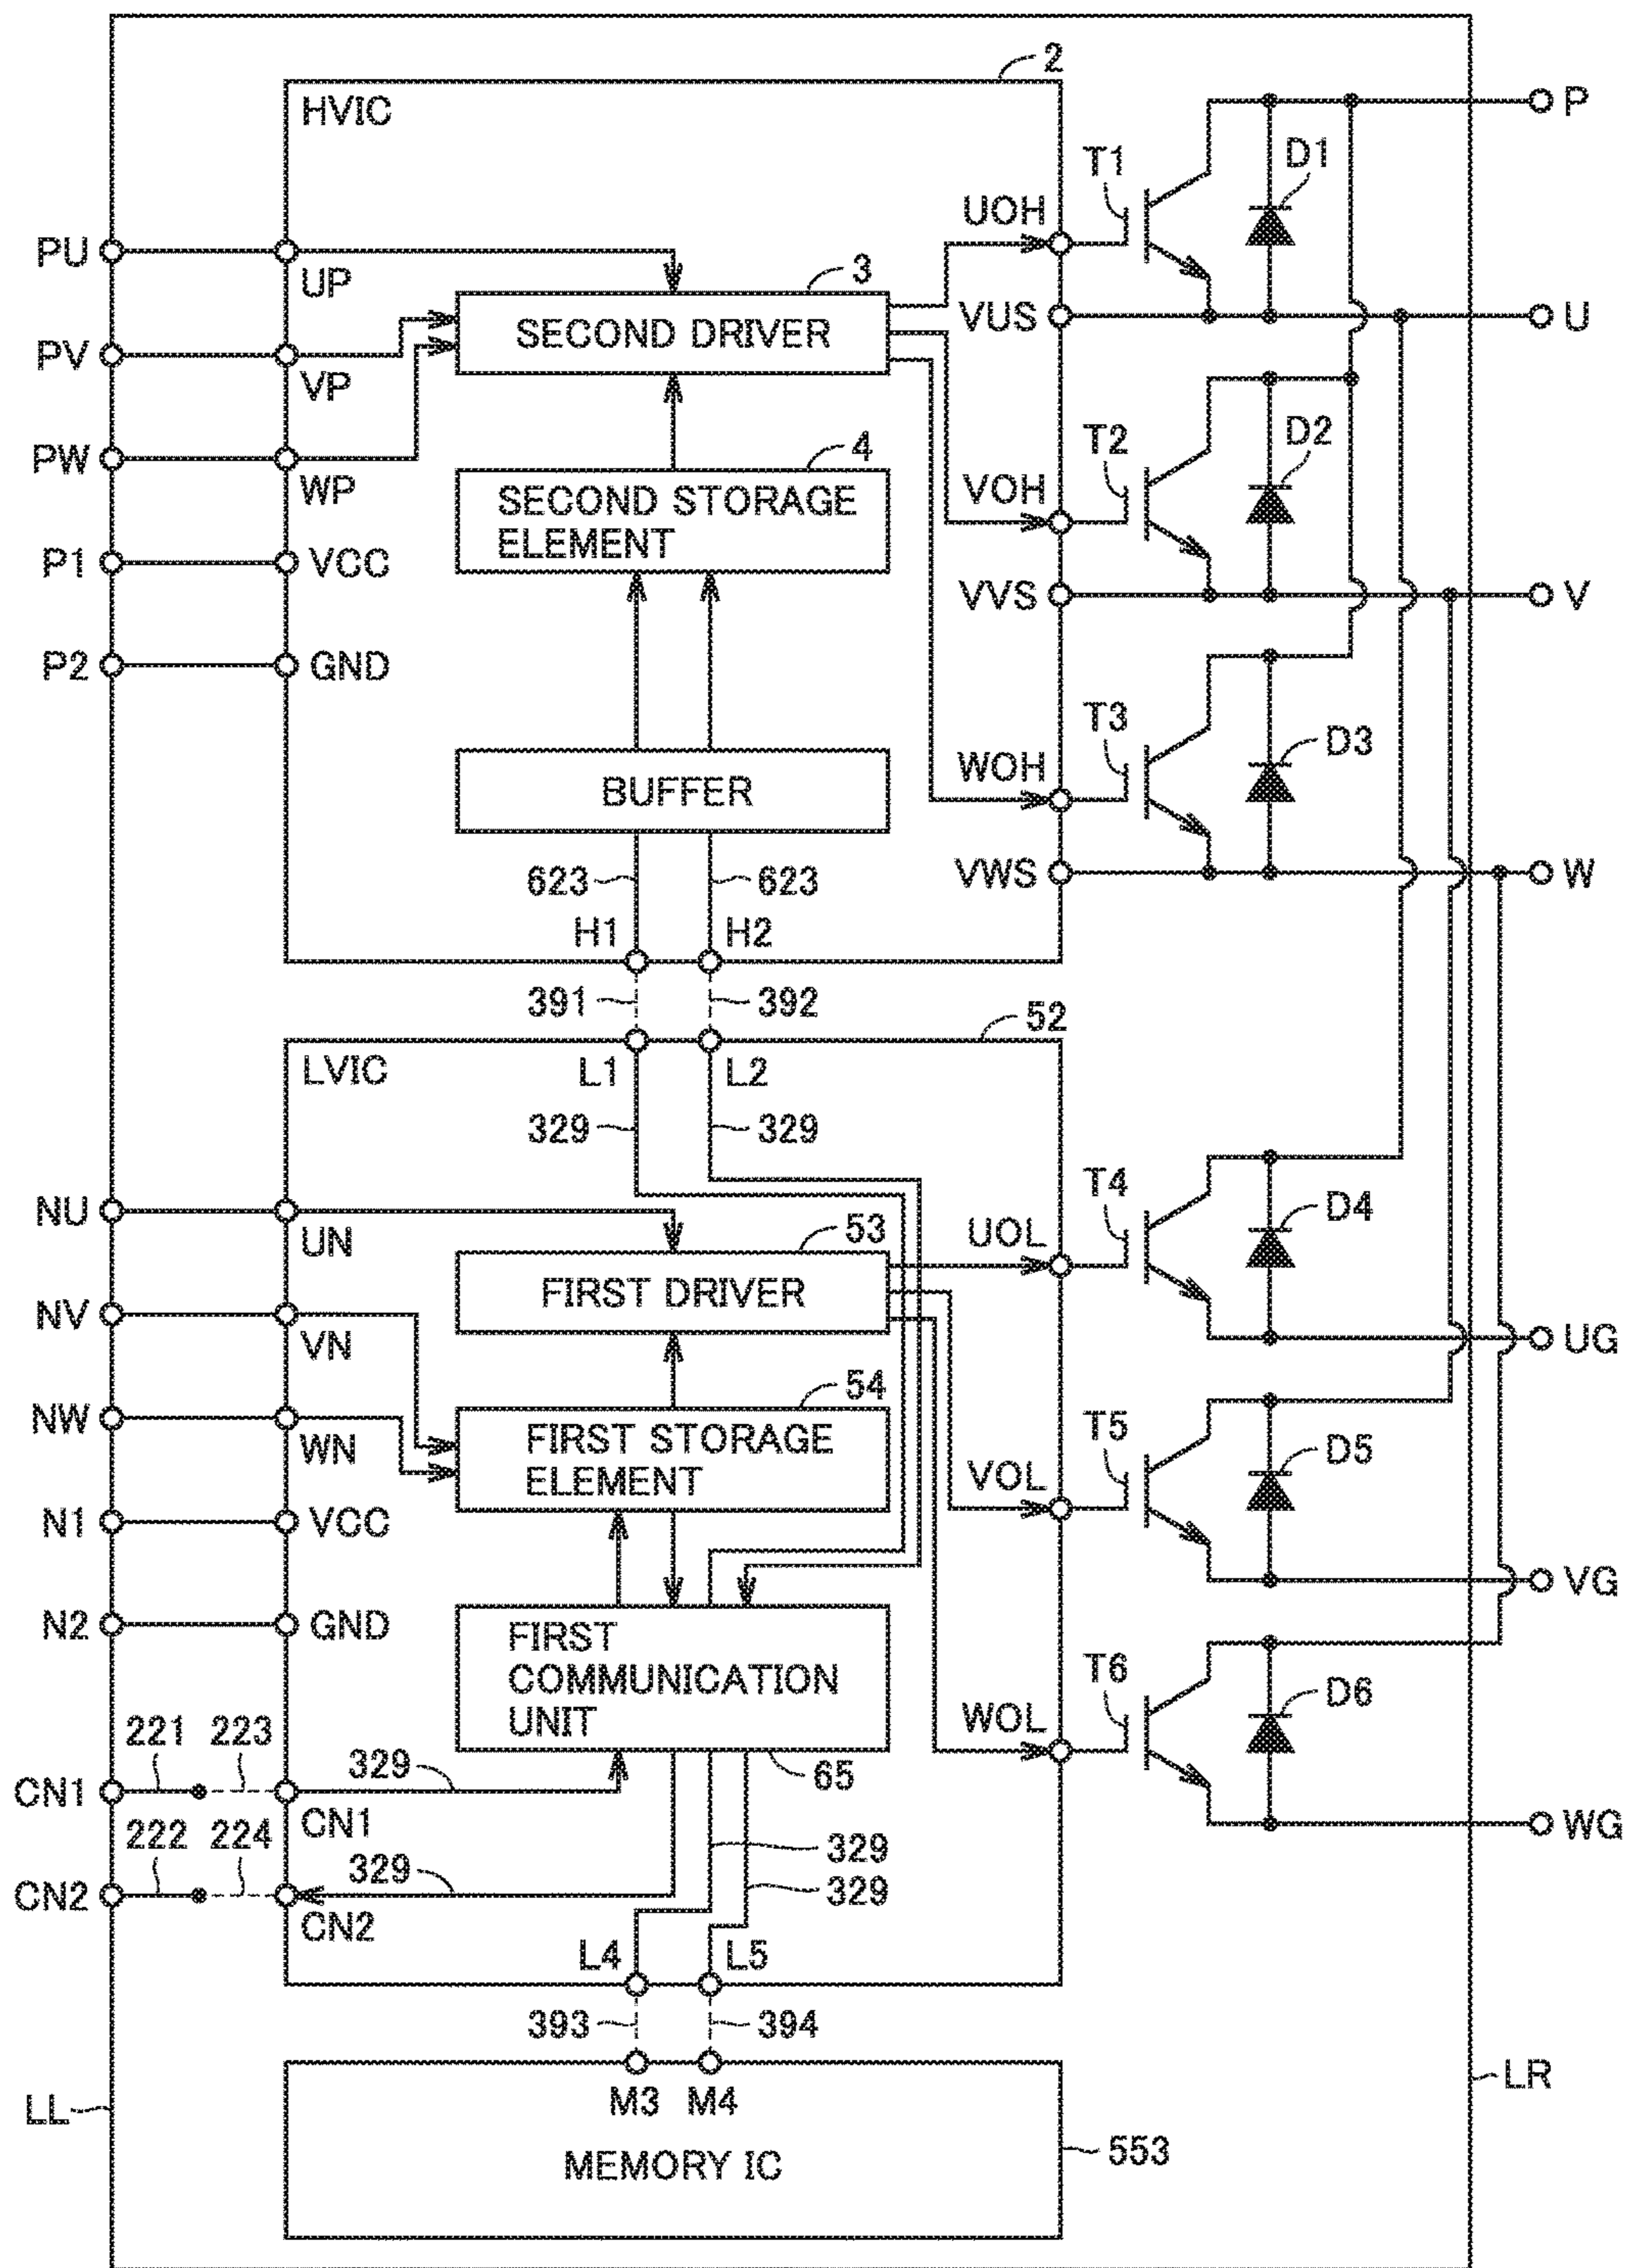 2
HVIC
P
T1
D1
UOH
PU
UP
3
SECOND DRIVER
VUS
U
PV
VP
4
T2
D2
PW
WP
SECOND STORAGE
ELEMENT
VOH
P1
VCC
VVS
V
P2
GND
T3
D3
BUFFER
WOH
623
623
VWS
W
H1
H2
391
392
52
LVIC
L1
L2
329
329
T4
D4
NU
UN
53
UOL
FIRST DRIVER
NV
VN
UG
54
NW
WN
FIRST STORAGE
ELEMENT
T5
D5
VOL
N1
VCC
VG
N2
GND
FIRST
COMMUNICATION
UNIT
T6
D6
WOL
221
223
329
65
CN1
CN1
222
224
329
329
WG
329
CN2
CN2
L4
L5
393
394
M3
M4
LL
LR
MEMORY IC
553